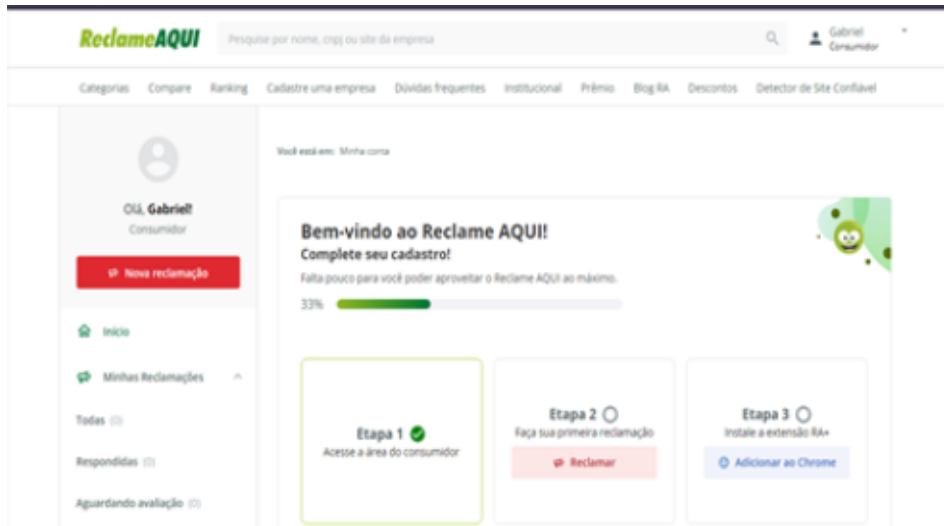 ReclameAQUI
Pesquise por nome, cnpj ou site da empresa
Gabriel
Consumidor
Categorias Compare Ranking Cadastre uma empresa Dúvidas frequentes Institucional Prêmio Blog RA Descontos Detector de Site Confiável
Você está em: Minha conta
Olá, Gabriel!
Consumidor
Nova reclamação
Início
Minhas Reclamações
Todas (0)
Respondidas (0)
Aguardando avaliação (0)
Bem-vindo ao Reclame AQUI!
Complete seu cadastro!
Falta pouco para você poder aproveitar o Reclame AQUI ao máximo.
33%
Etapa 1
Acesse a área do consumidor
Etapa 2
Faça sua primeira reclamação
Reclamar
Etapa 3
Instale a extensão RA+
Adicionar ao Chrome